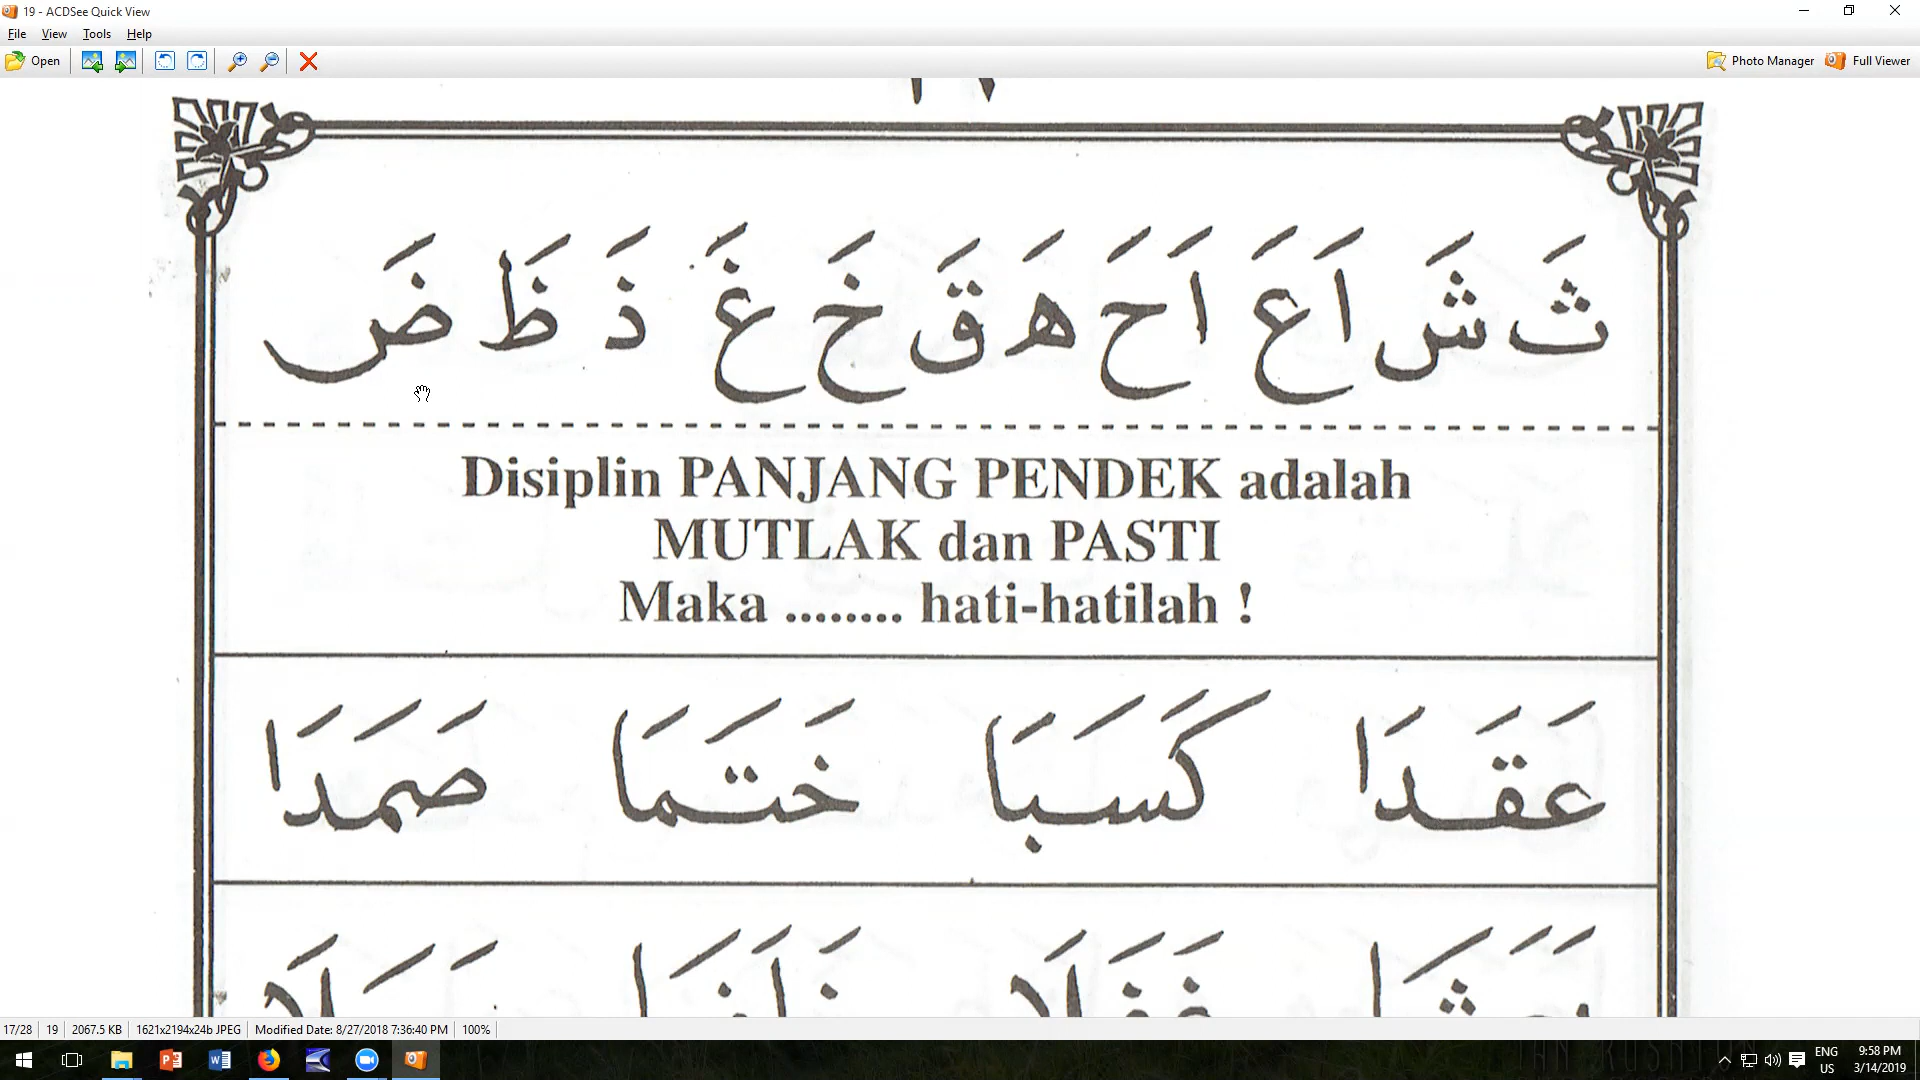 19 - ACDSee Quick View
File View Tools Help
Open Photo Manager Full Viewer
ثَ شَ اَعَ اَحَ هَ قَ خَ غَ ذَ ظَ ضَ
Disiplin PANJANG PENDEK adalah
MUTLAK dan PASTI
Maka ........ hati-hatilah !
عَقَدَا كَسَبَا خَتَمَا صَمَدَا
17/28 19 2067.5 KB 1621x2194x24b JPEG Modified Date: 8/27/2018 7:36:40 PM 100%
ENG 9:58 PM
US 3/14/2019